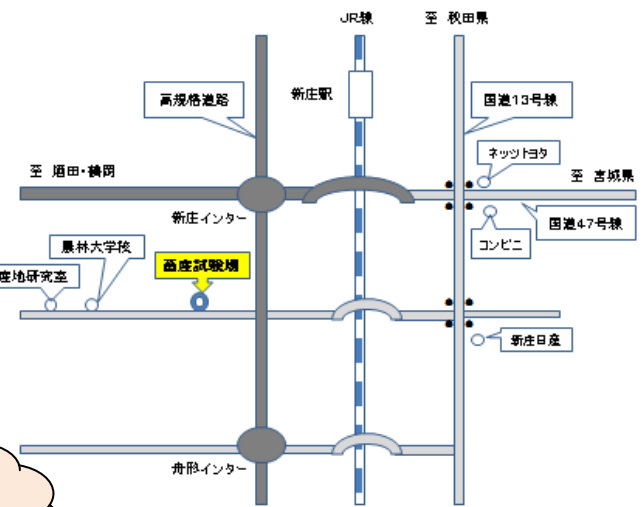 JR線
至 秋田県
高規格道路
新庄駅
国道13号線
ネッツトヨタ
至 酒田・鶴岡
至 宮城県
新庄インター
国道47号線
コンビニ
農林大学校
畜産試験場
産地研究室
新庄日産
舟形インター